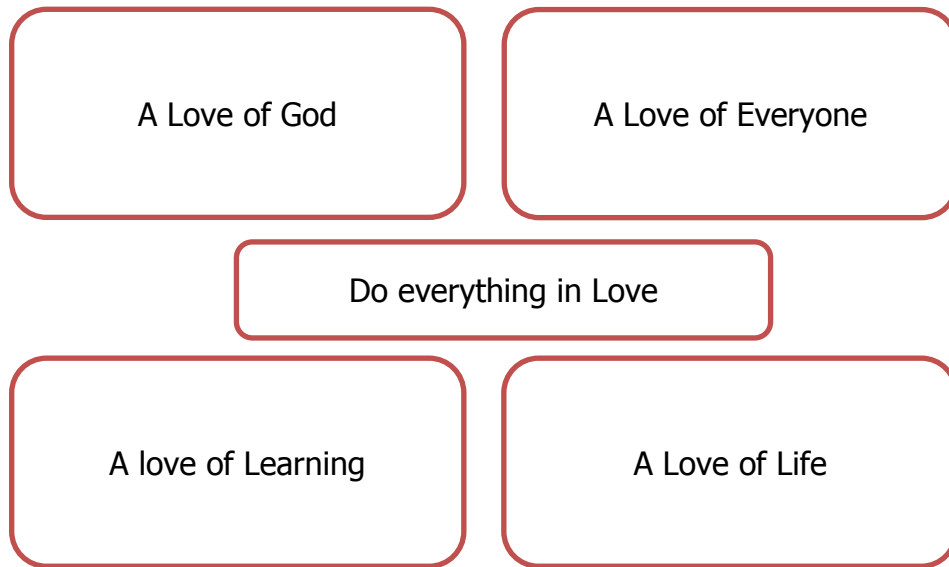 A Love of God
A Love of Everyone
Do everything in Love
A love of Learning
A Love of Life